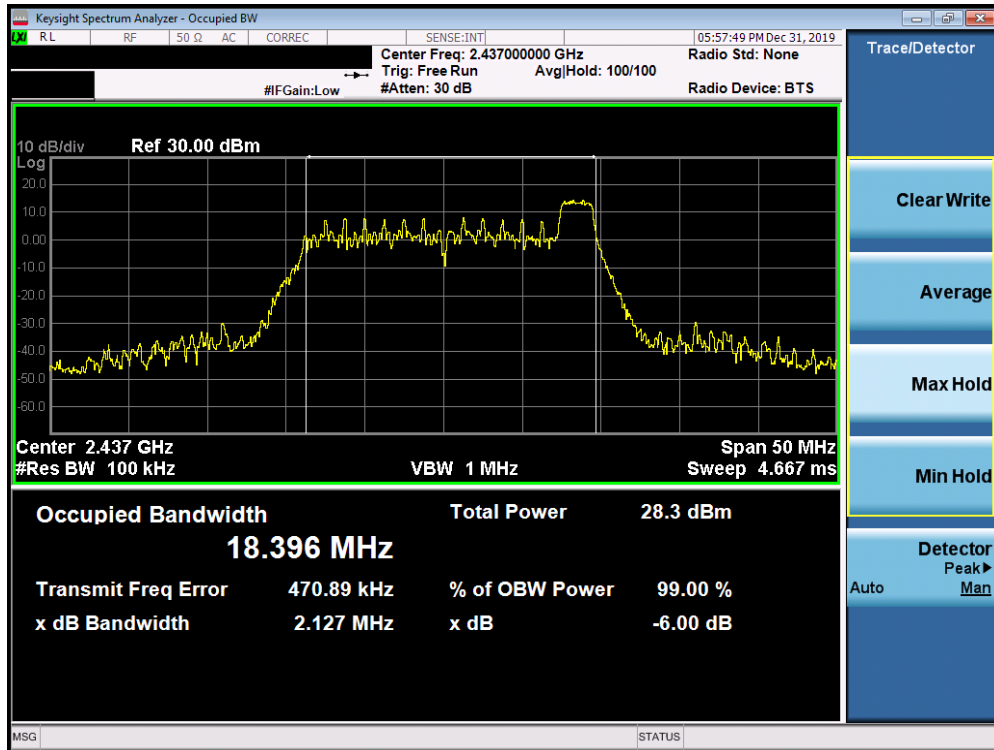 Keysight Spectrum Analyzer - Occupied BW
LXI RL RF 50 Ω AC CORREC SENSE:INT 05:57:49 PM Dec 31, 2019
Center Freq: 2.437000000 GHz Radio Std: None
Trig: Free Run Avg|Hold: 100/100
#IFGain:Low #Atten: 30 dB Radio Device: BTS
10 dB/div Ref 30.00 dBm
Log
20.0
10.0
0.00
-10.0
-20.0
-30.0
-40.0
-50.0
-60.0
Center 2.437 GHz Span 50 MHz
#Res BW 100 kHz VBW 1 MHz Sweep 4.667 ms
Occupied Bandwidth Total Power 28.3 dBm
18.396 MHz
Transmit Freq Error 470.89 kHz % of OBW Power 99.00 %
x dB Bandwidth 2.127 MHz x dB -6.00 dB
MSG STATUS
Trace/Detector
Clear Write
Average
Max Hold
Min Hold
Detector
Peak▶
Auto Man